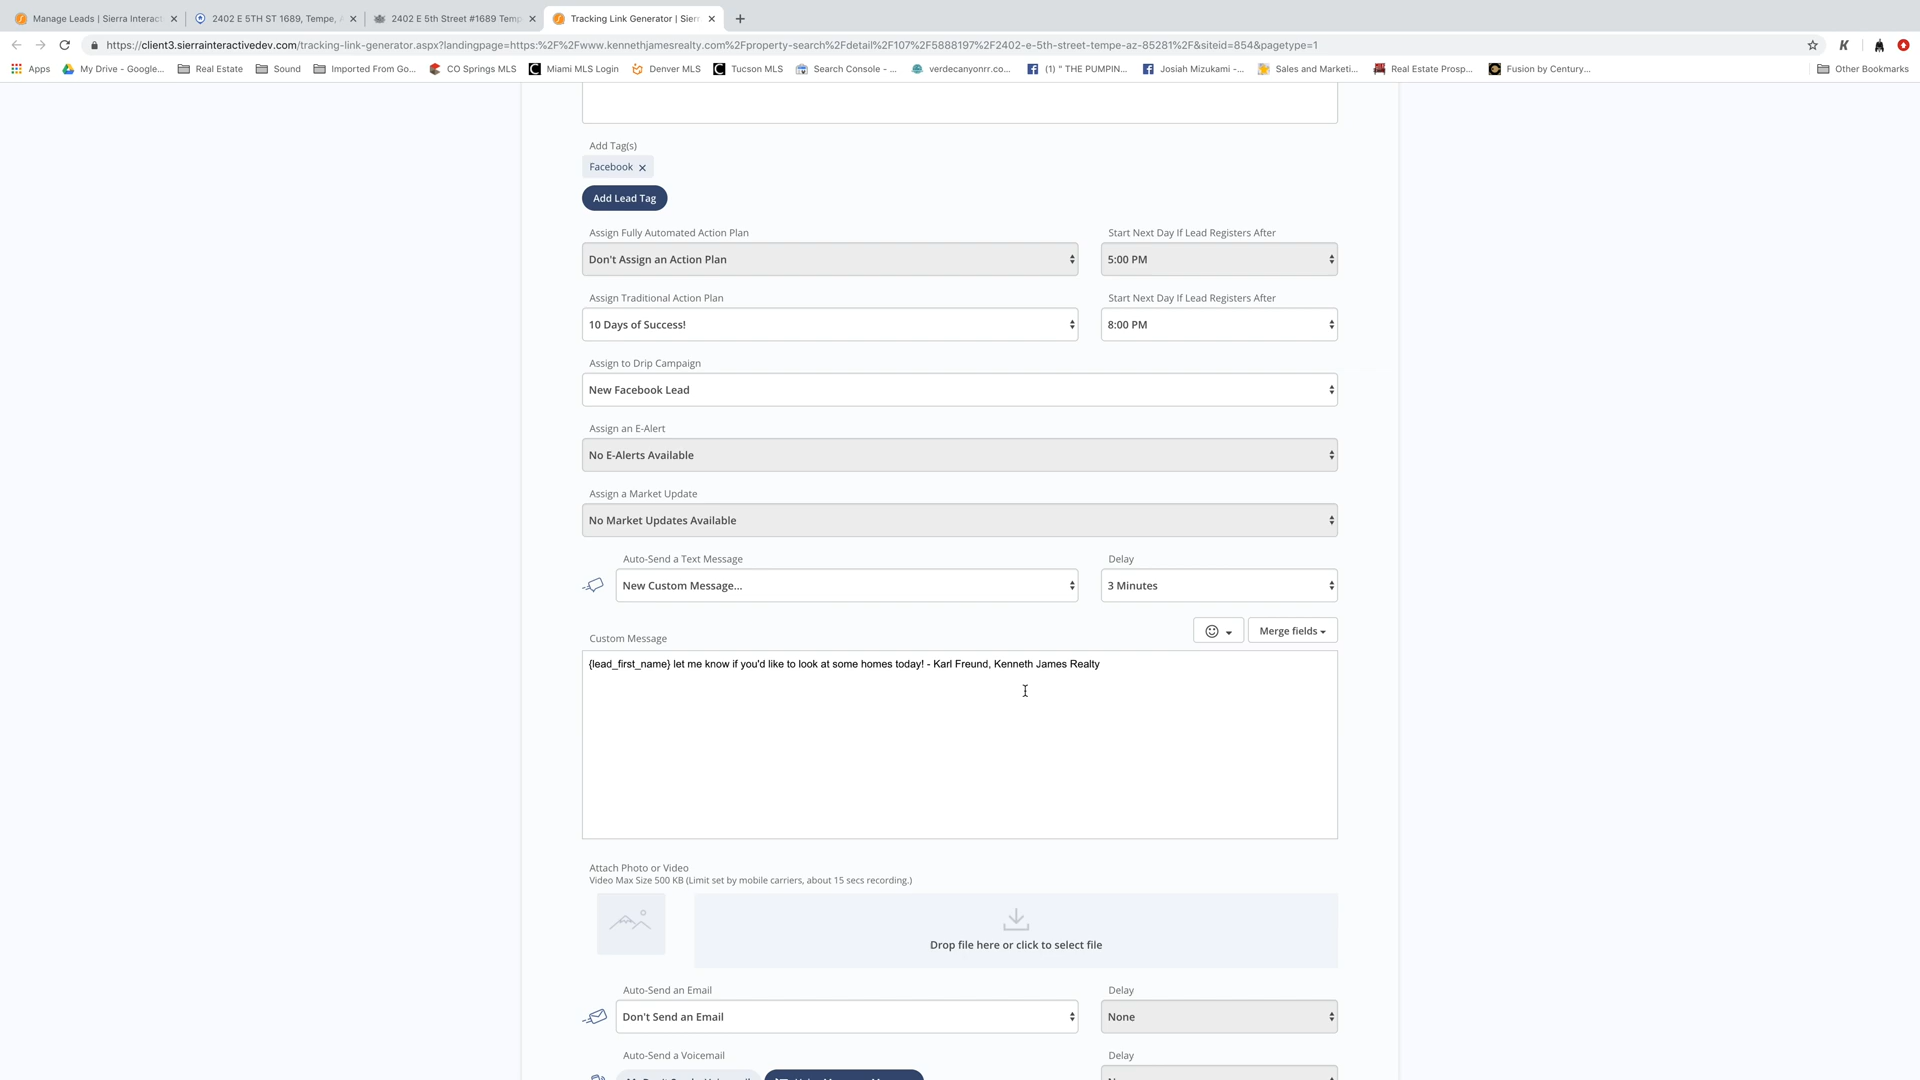 Manage Leads | Sierra Interact
2402 E 5TH ST 1689, Tempe, A
2402 E 5th Street #1689 Temp
Tracking Link Generator | Sierr
https://client3.sierrainteractivedev.com/tracking-link-generator.aspx?landingpage=https:%2F%2Fwww.kennethjamesrealty.com%2Fproperty-search%2Fdetail%2F107%2F5888197%2F2402-e-5th-street-tempe-az-85281%2F&siteid=854&pagetype=1
Apps My Drive – Google... Real Estate Sound Imported From Go... CO Springs MLS Miami MLS Login Denver MLS Tucson MLS Search Console - ... verdecanyonrr.co... (1) " THE PUMPIN... Josiah Mizukami -... Sales and Marketi... Real Estate Prosp... Fusion by Century... Other Bookmarks
Add Tag(s)
Facebook
Add Lead Tag
Assign Fully Automated Action Plan Start Next Day If Lead Registers After
Don't Assign an Action Plan 5:00 PM
Assign Traditional Action Plan Start Next Day If Lead Registers After
10 Days of Success! 8:00 PM
Assign to Drip Campaign
New Facebook Lead
Assign an E-Alert
No E-Alerts Available
Assign a Market Update
No Market Updates Available
Auto-Send a Text Message Delay
New Custom Message... 3 Minutes
Merge fields
Custom Message
{lead_first_name} let me know if you'd like to look at some homes today! - Karl Freund, Kenneth James Realty
Attach Photo or Video
Video Max Size 500 KB (Limit set by mobile carriers, about 15 secs recording.)
Drop file here or click to select file
Auto-Send an Email Delay
Don't Send an Email None
Auto-Send a Voicemail Delay